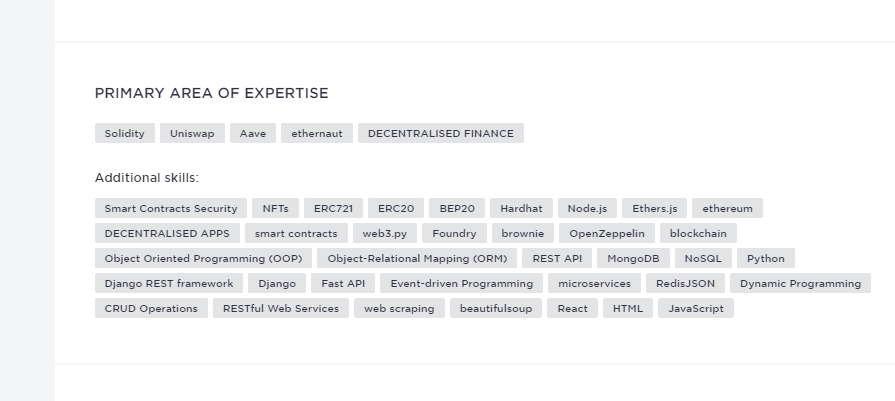 PRIMARY AREA OF EXPERTISE
Solidity Uniswap Aave ethernaut DECENTRALISED FINANCE
Additional skills:
Smart Contracts Security NFTs ERC721 ERC20 BEP20 Hardhat Node.js Ethers.js ethereum
DECENTRALISED APPS smart contracts web3.py Foundry brownie OpenZeppelin blockchain
Object Oriented Programming (OOP) Object-Relational Mapping (ORM) REST API MongoDB NoSQL Python
Django REST framework Django Fast API Event-driven Programming microservices RedisJSON Dynamic Programming
CRUD Operations RESTful Web Services web scraping beautifulsoup React HTML JavaScript